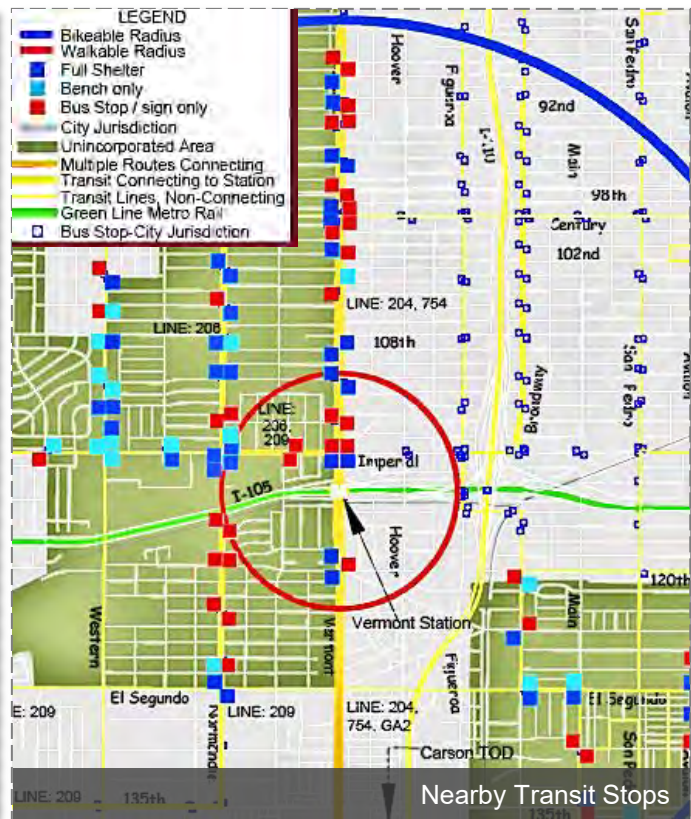 LEGEND
Bikeable Radius
Walkable Radius
Full Shelter
Bench only
Bus Stop / sign only
City Jurisdiction
Unincorporated Area
Multiple Routes Connecting
Transit Connecting to Station
Transit Lines, Non-Connecting
Green Line Metro Rail
Bus Stop-City Jurisdiction
Hoover
Figueroa
I-110
92nd
Main
San Pedro
98th
Century
102nd
LINE: 204, 754
LINE: 206
108th
Broadway
San Pedro
LINE:
206,
209
Imperial
I-105
Hoover
120th
Western
Vermont
Vermont Station
Main
Figueroa
El Segundo
El Segundo
E: 209
Normandie
LINE: 209
LINE: 204,
754, GA2
San Ped
Carson TOD
LINE: 209
135th
135th
Nearby Transit Stops